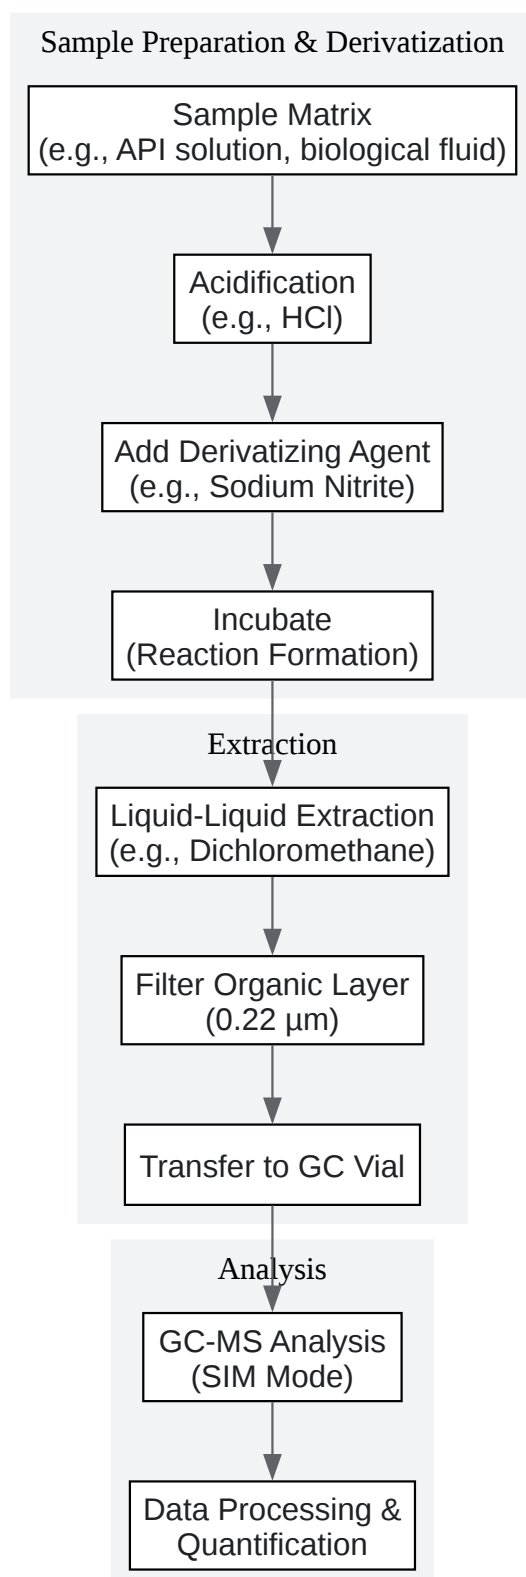 Sample Preparation & Derivatization
Sample Matrix
(e.g., API solution, biological fluid)
Acidification
(e.g., HCl)
Add Derivatizing Agent
(e.g., Sodium Nitrite)
Incubate
(Reaction Formation)
Extraction
Liquid-Liquid Extraction
(e.g., Dichloromethane)
Filter Organic Layer
(0.22 µm)
Transfer to GC Vial
Analysis
GC-MS Analysis
(SIM Mode)
Data Processing &
Quantification